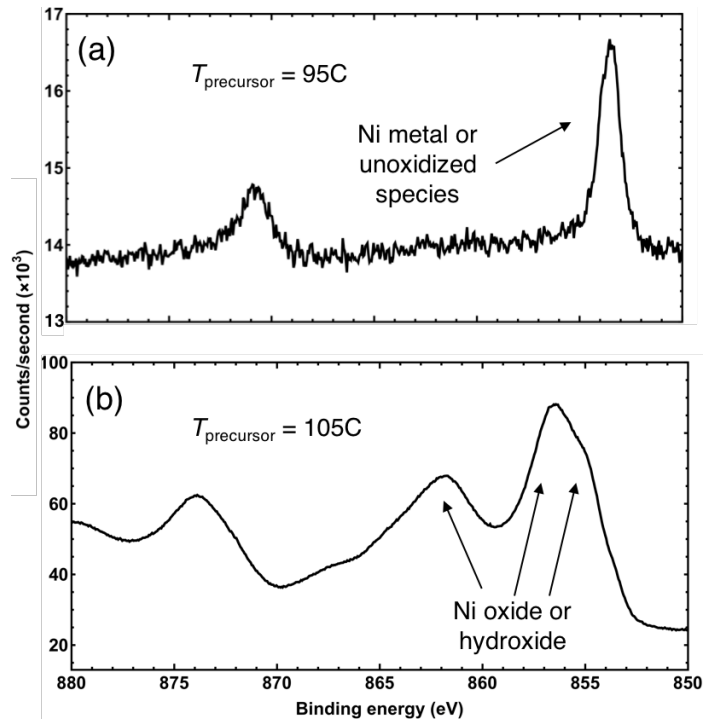 17
(a)
T precursor = 95C
16
Ni metal or
unoxidized
species
15
14
13
Counts/second (×10³)
100
(b)
T precursor = 105C
80
60
40
Ni oxide or
hydroxide
20
880 875 870 865 860 855 850
Binding energy (eV)